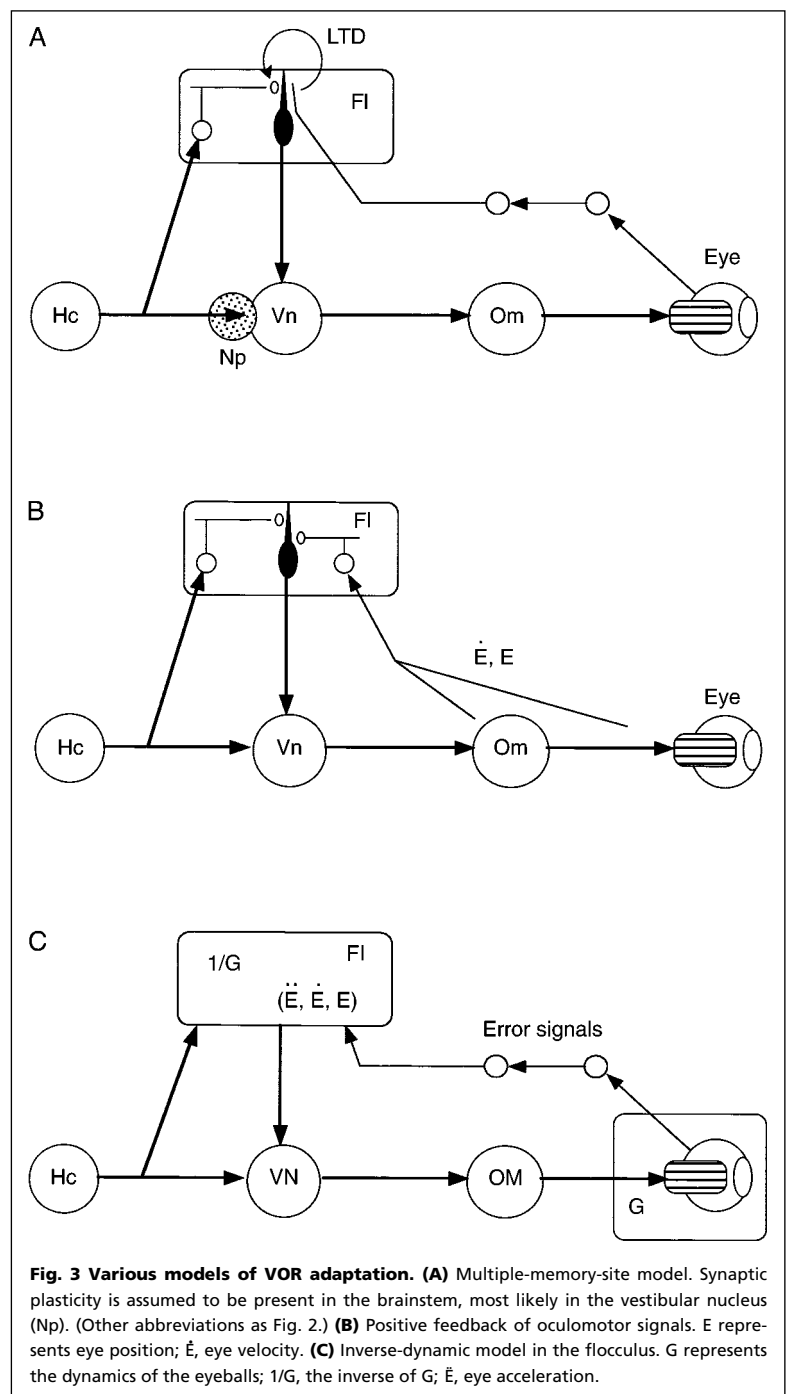 A
LTD
Fl
Eye
Hc
Vn
Om
Np
B
Fl
Ė, E
Eye
Hc
Vn
Om
C
1/G
Fl
(Ë, Ė, E)
Error signals
Hc
VN
OM
G
Fig. 3 Various models of VOR adaptation. (A) Multiple-memory-site model. Synaptic
plasticity is assumed to be present in the brainstem, most likely in the vestibular nucleus
(Np). (Other abbreviations as Fig. 2.) (B) Positive feedback of oculomotor signals. E repre-
sents eye position; Ė, eye velocity. (C) Inverse-dynamic model in the flocculus. G represents
the dynamics of the eyeballs; 1/G, the inverse of G; Ë, eye acceleration.